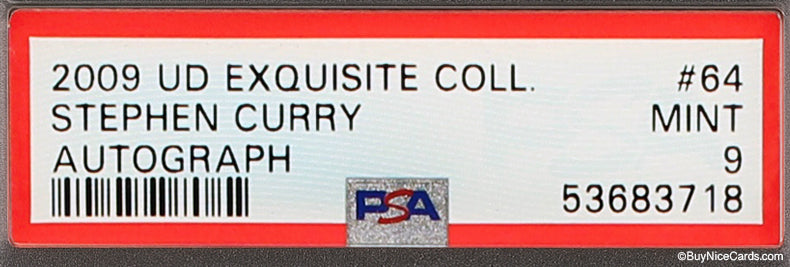 2009 UD EXQUISITE COLL. #64
STEPHEN CURRY MINT
AUTOGRAPH 9
53683718
PSA
©BuyNiceCards.com